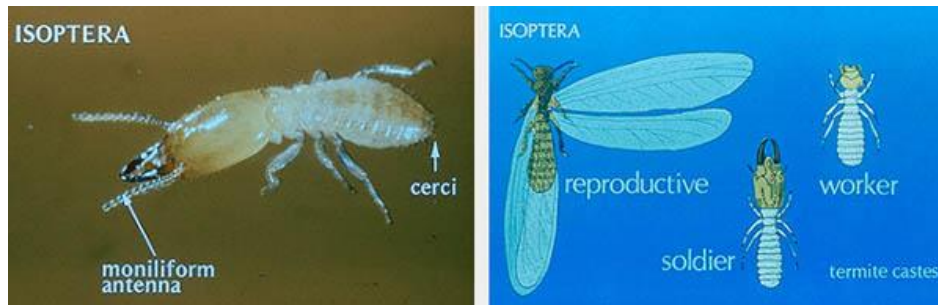 ISOPTERA
cerci
moniliform
antenna
ISOPTERA
reproductive
worker
soldier
termite castes